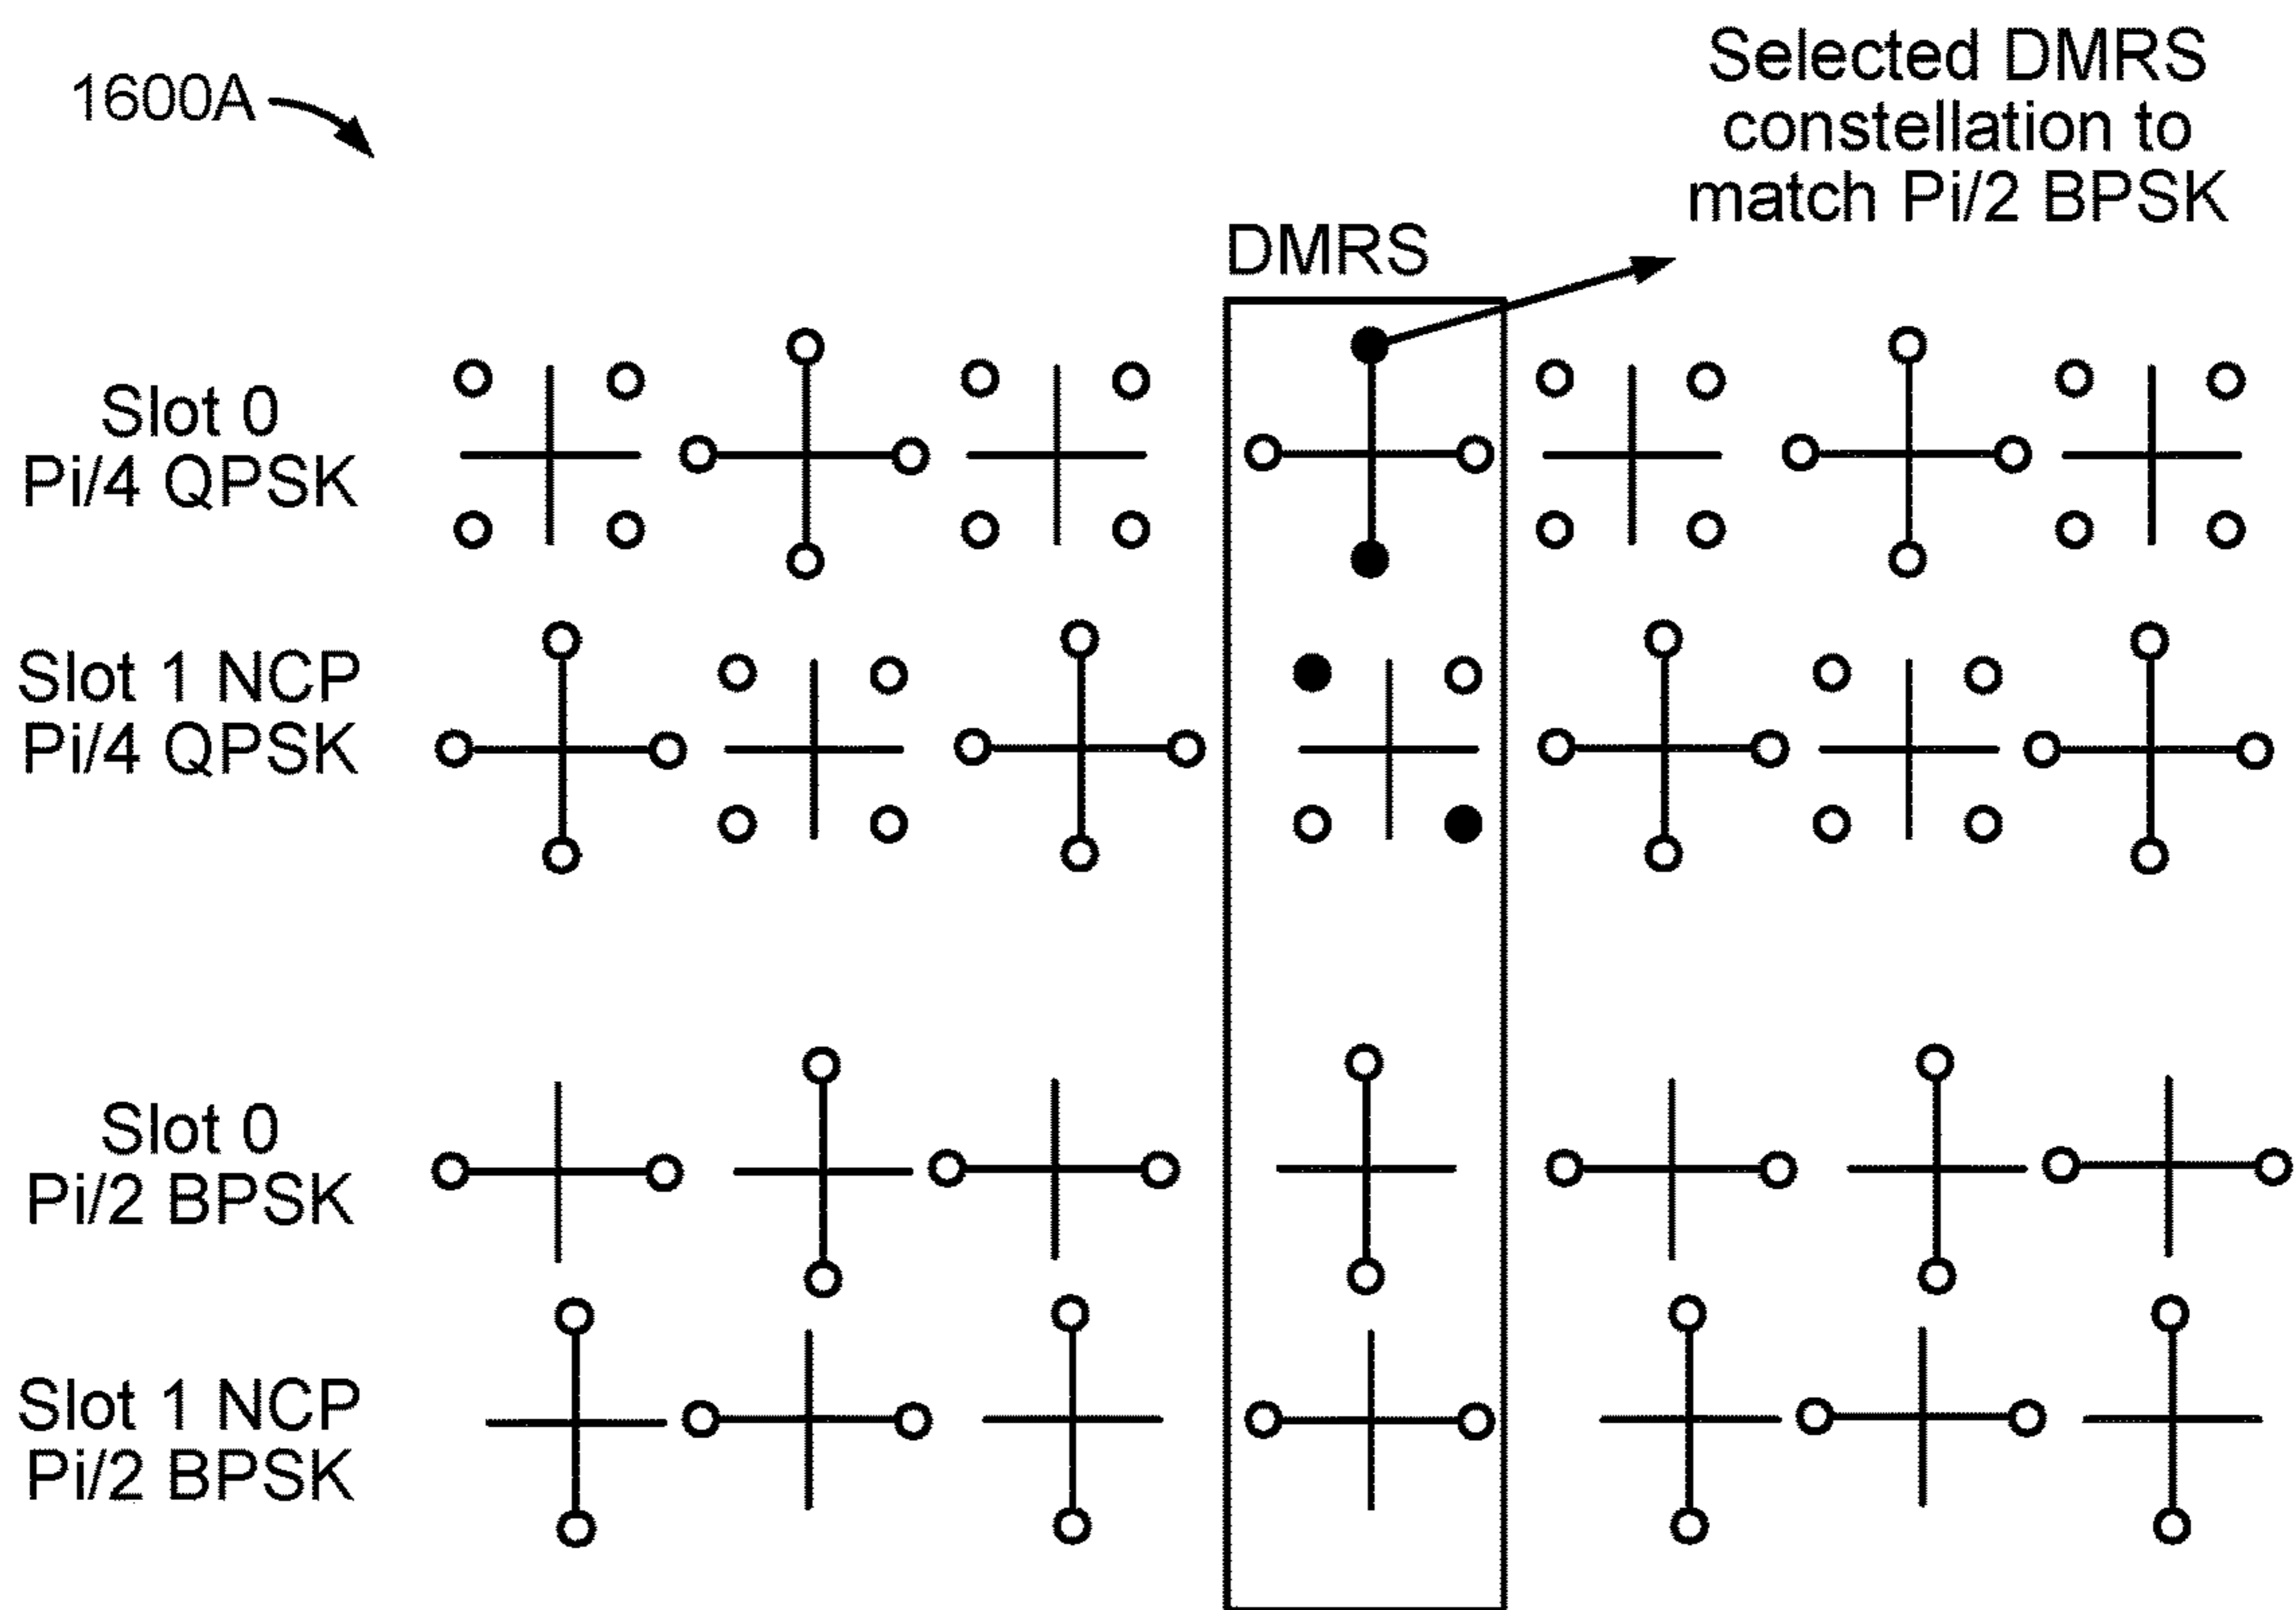 1600A
Selected DMRS
constellation to
match Pi/2 BPSK
DMRS
Slot 0
Pi/4 QPSK
Slot 1 NCP
Pi/4 QPSK
Slot 0
Pi/2 BPSK
Slot 1 NCP
Pi/2 BPSK